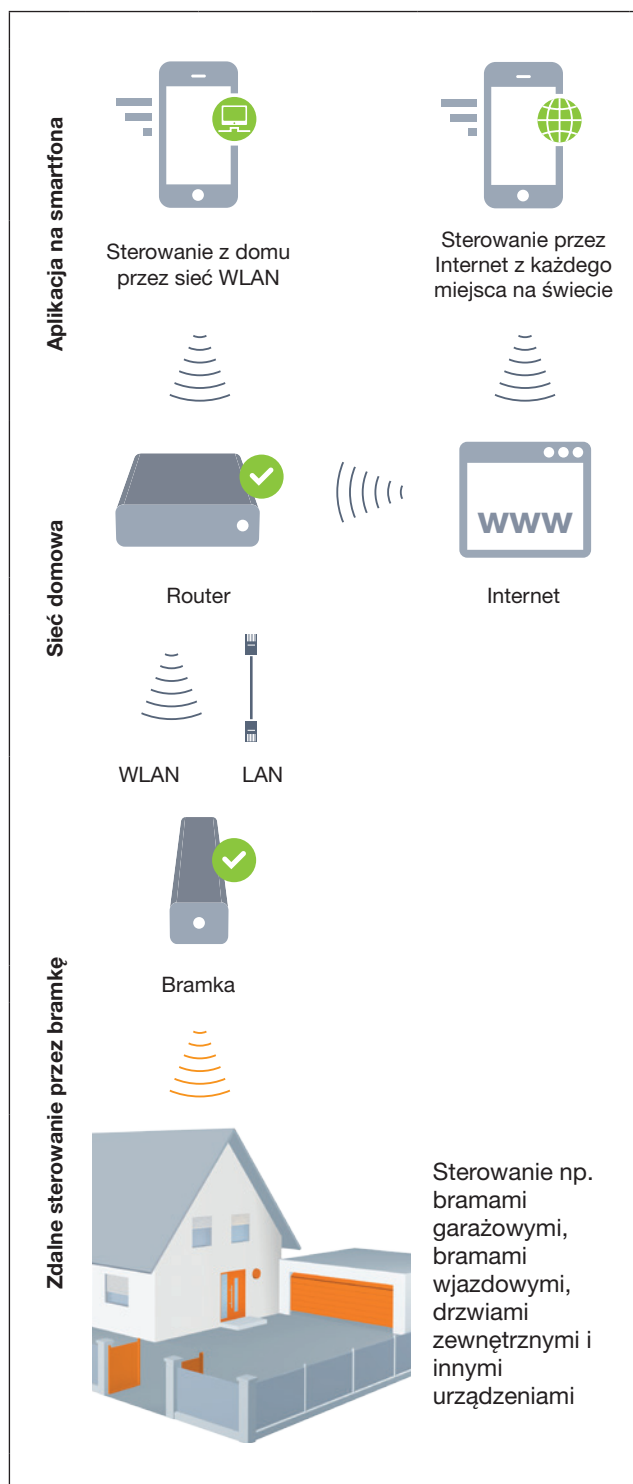 Aplikacja na smartfona
Sterowanie z domu
przez sieć WLAN
Sterowanie przez
Internet z każdego
miejsca na świecie
Sieć domowa
www
Router
Internet
WLAN
LAN
Zdalne sterowanie przez bramkę
Bramka
Sterowanie np.
bramami
garażowymi,
bramami
wjazdowymi,
drzwiami
zewnętrznymi i
innymi
urządzeniami